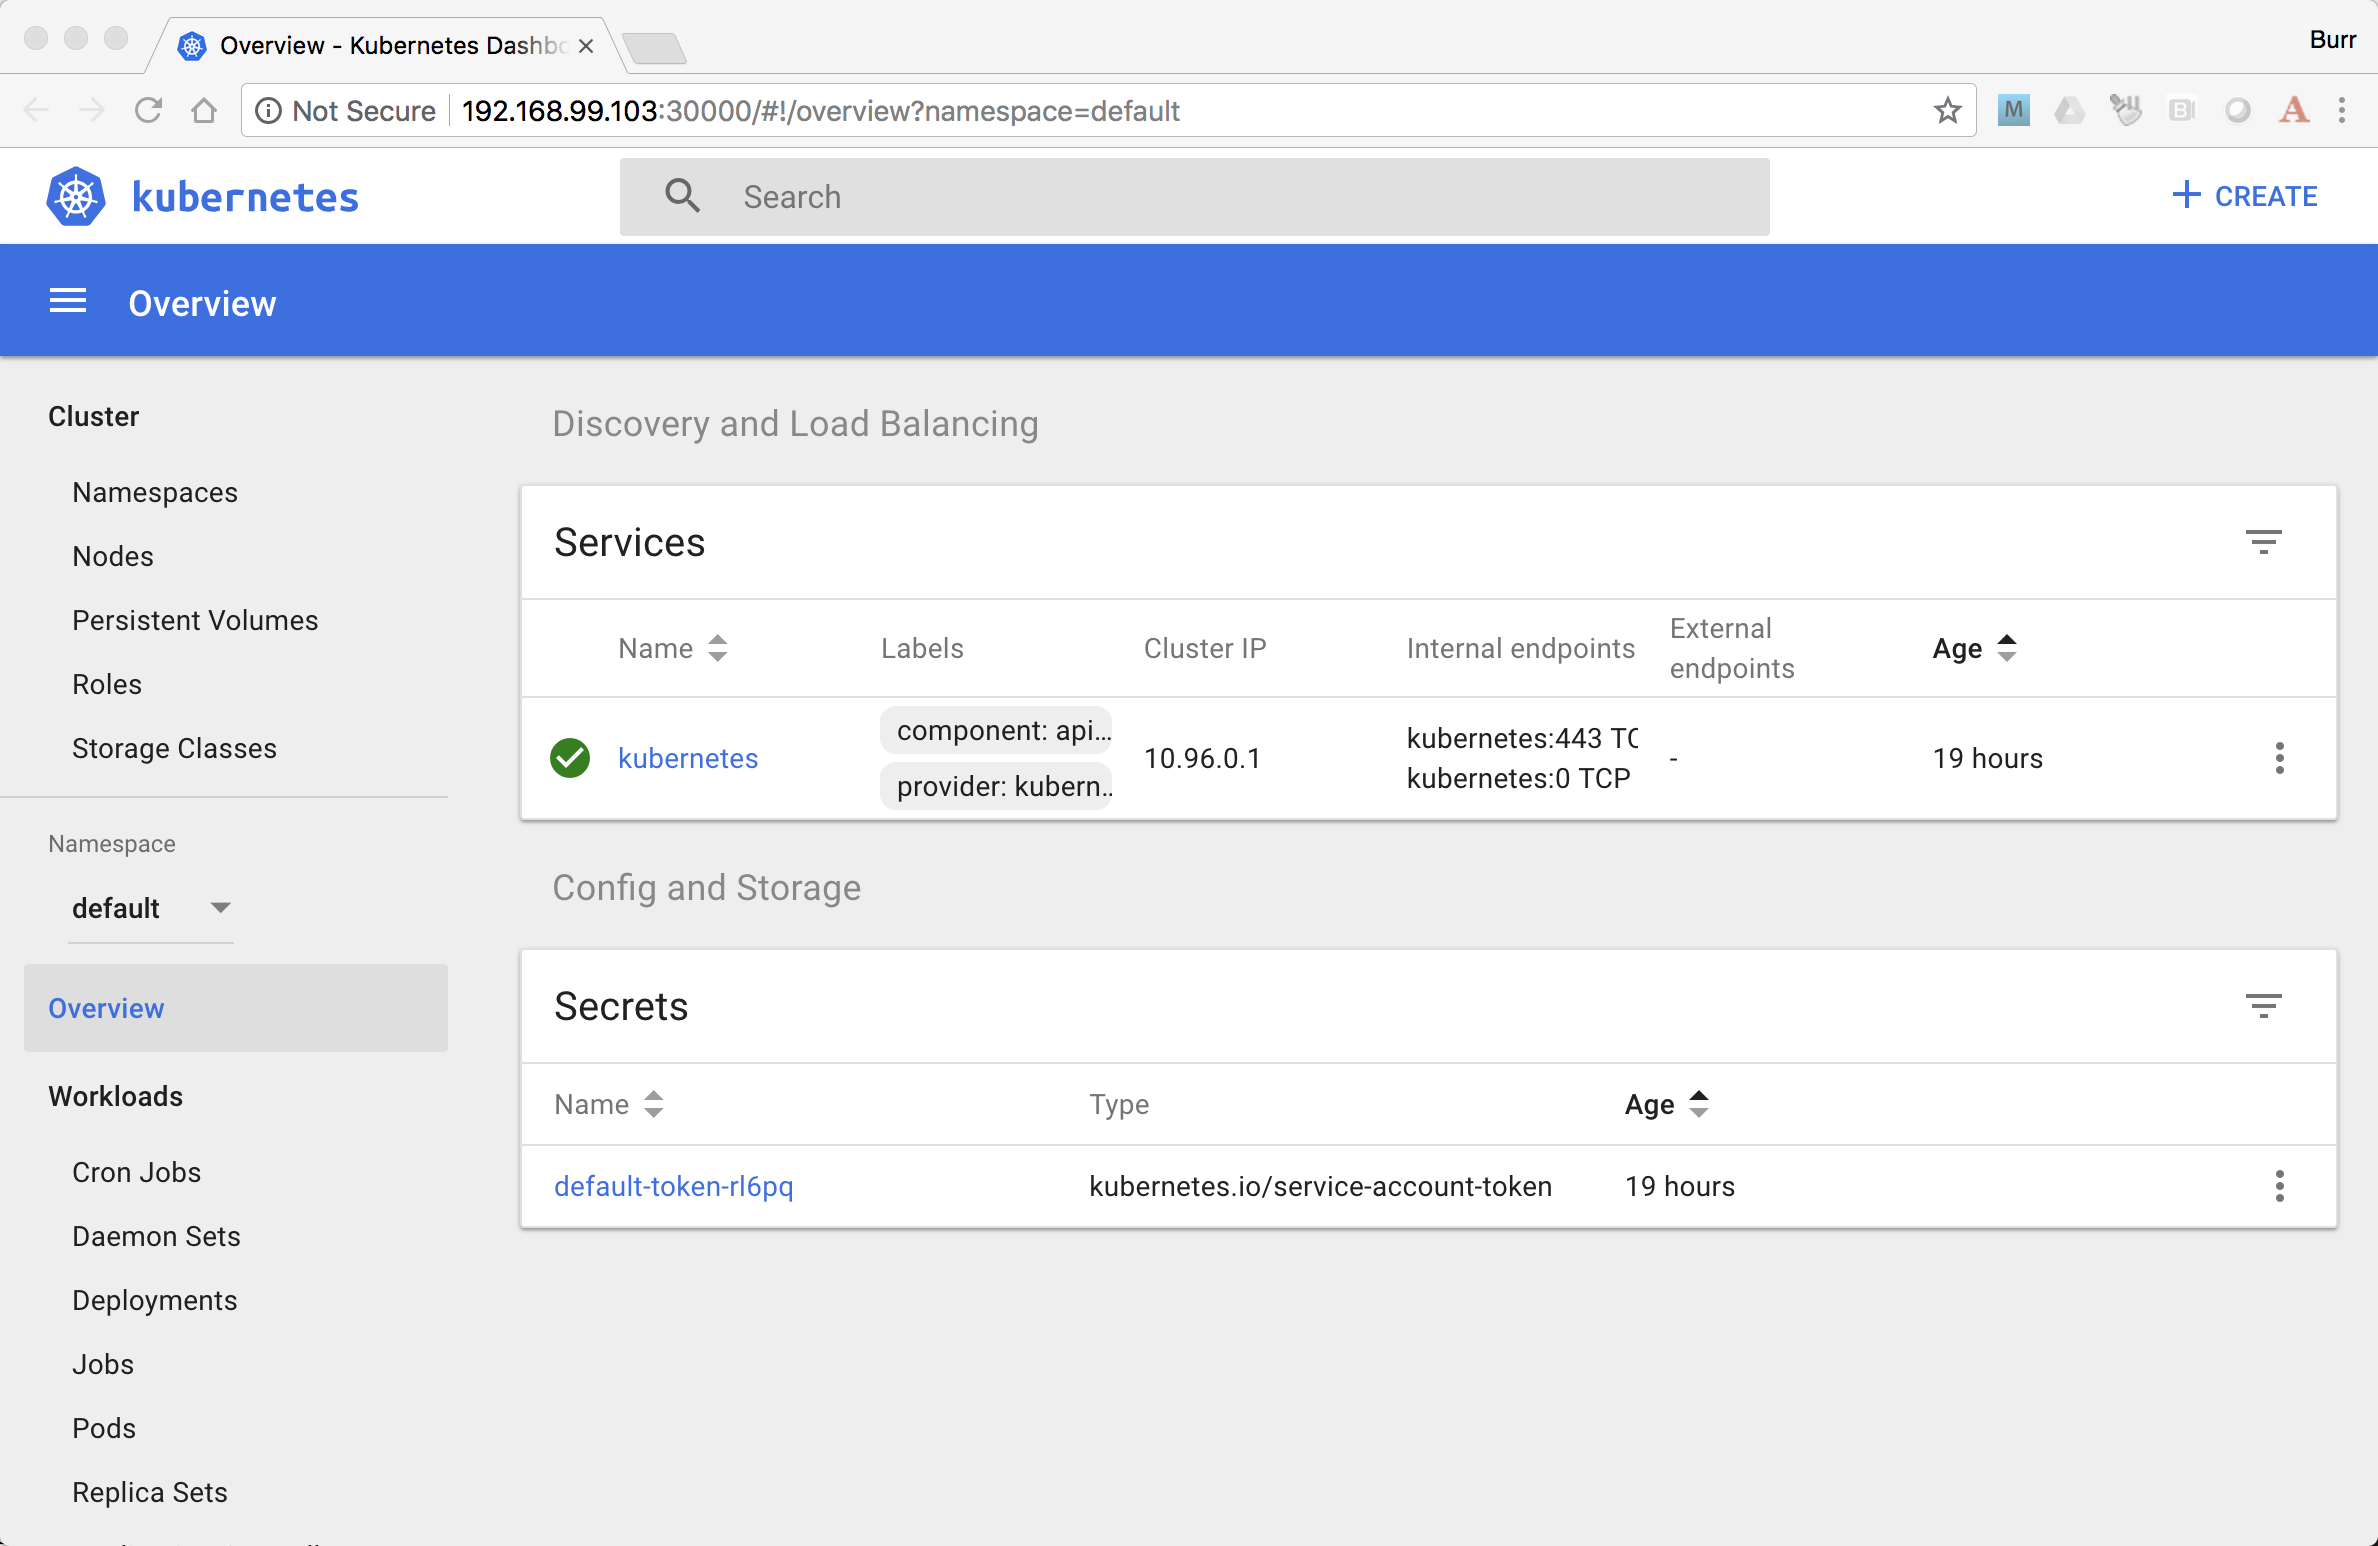 Overview - Kubernetes Dashbo
Burr
Not Secure 192.168.99.103:30000/#!/overview?namespace=default
M
B
A
kubernetes
Search
CREATE
Overview
Cluster
Namespaces
Nodes
Persistent Volumes
Roles
Storage Classes
Namespace
default
Overview
Workloads
Cron Jobs
Daemon Sets
Deployments
Jobs
Pods
Replica Sets
Discovery and Load Balancing
Services
Name Labels Cluster IP Internal endpoints External endpoints Age
kubernetes
component: api...
provider: kubern...
10.96.0.1
kubernetes:443 TC
kubernetes:0 TCP
-
19 hours
Config and Storage
Secrets
Name Type Age
default-token-rl6pq kubernetes.io/service-account-token 19 hours